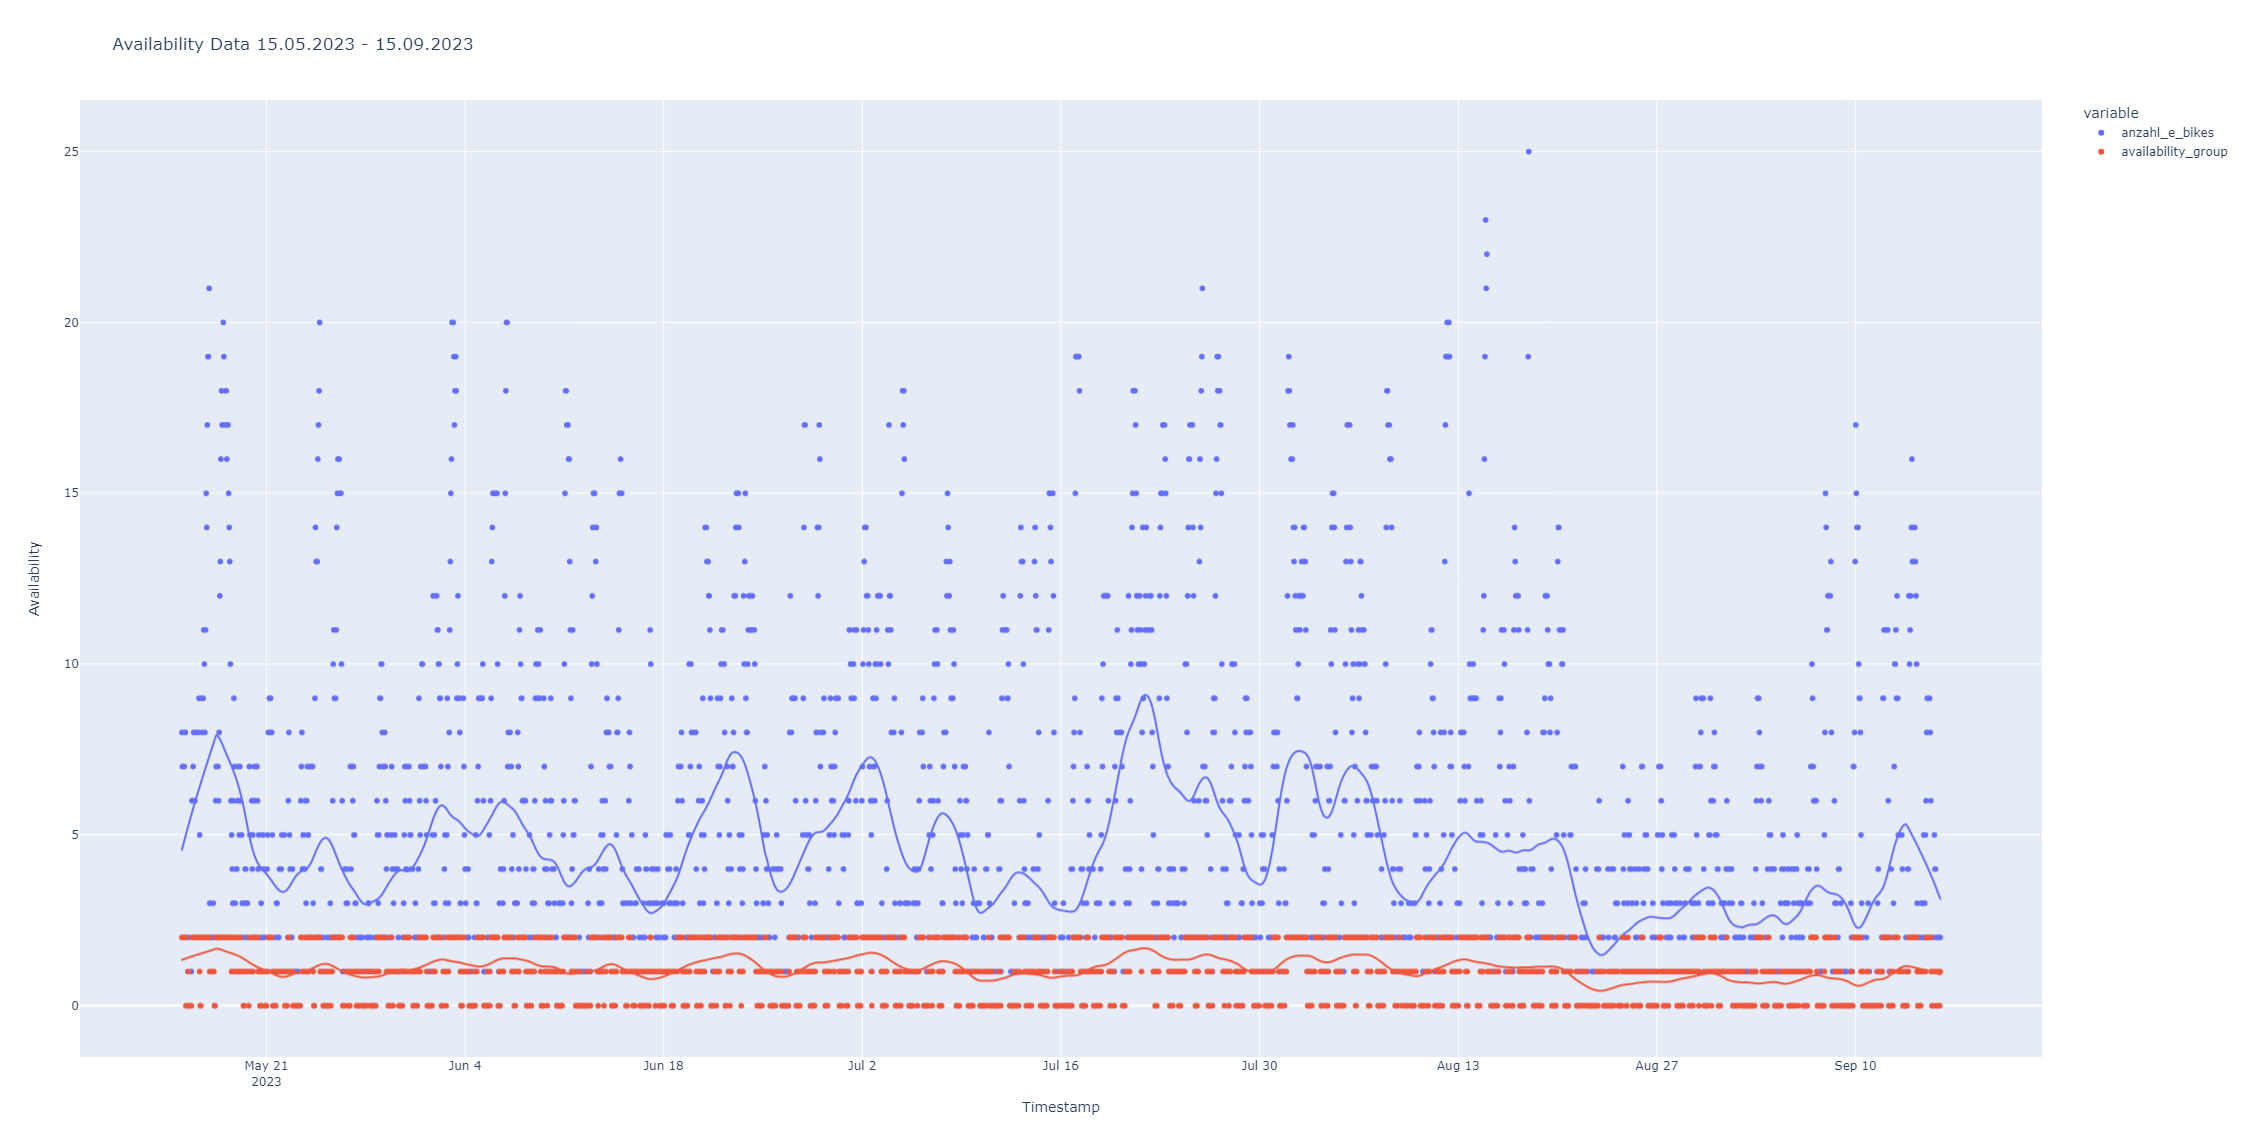 Availability Data 15.05.2023 - 15.09.2023
variable
anzahl_e_bikes
availability_group
Availability
25
20
15
10
5
0
May 21
2023
Jun 4
Jun 18
Jul 2
Jul 16
Jul 30
Aug 13
Aug 27
Sep 10
Timestamp